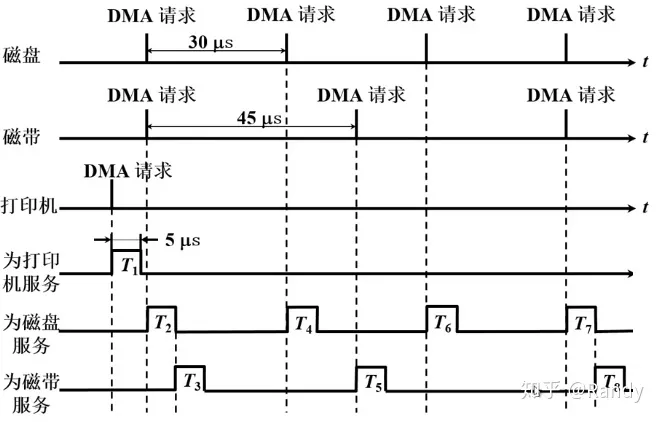 DMA 请求 DMA 请求 DMA 请求 DMA 请求
30 μs
磁盘 t
DMA 请求 DMA 请求 DMA 请求
45 μs
磁带 t
DMA 请求
打印机 t
5 μs
为打印
机服务
T1
为磁盘
服务
T2 T4 T6 T7
为磁带
服务
T3 T5 T8
知乎 @Randy